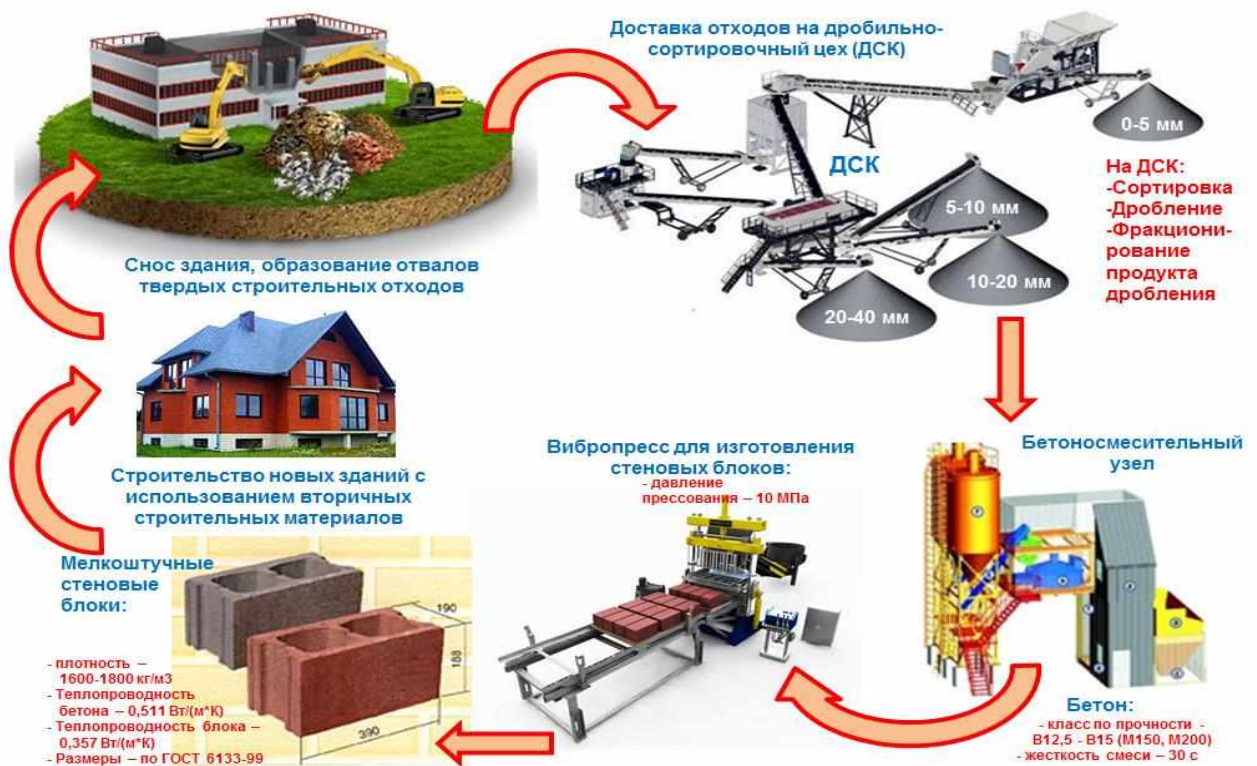 Доставка отходов на дробильно-
сортировочный цех (ДСК)
0-5 мм
ДСК
На ДСК:
-Сортировка
-Дробление
-Фракциони-
рование
продукта
дробления
5-10 мм
10-20 мм
20-40 мм
Снос здания, образование отвалов
твердых строительных отходов
Строительство новых зданий с
использованием вторичных
строительных материалов
Вибропресс для изготовления
стеновых блоков:
- давление
прессования – 10 МПа
Бетоносмесительный
узел
Мелкоштучные
стеновые
блоки:
190
188
390
- плотность –
1600-1800 кг/м3
- Теплопроводность
бетона – 0,511 Вт/(м*К)
- Теплопроводность блока –
0,357 Вт/(м*К)
- Размеры – по ГОСТ 6133-99
Бетон:
- класс по прочности -
В12,5 - В15 (М150, М200)
- жесткость смеси – 30 с